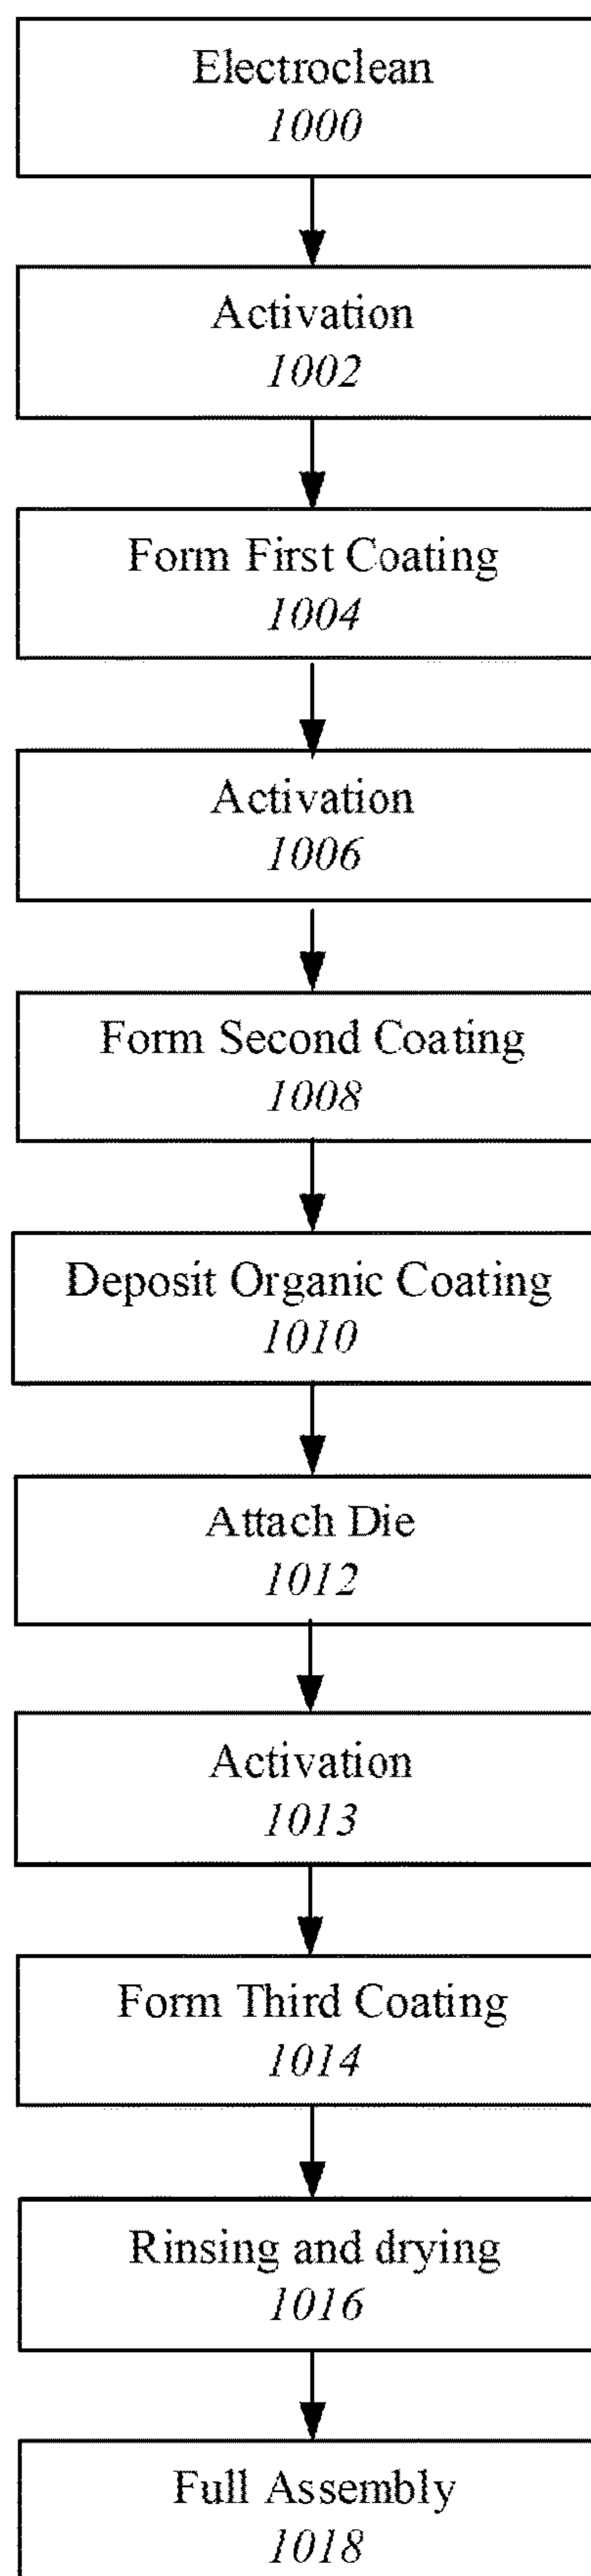 Electroclean
1000
Activation
1002
Form First Coating
1004
Activation
1006
Form Second Coating
1008
Deposit Organic Coating
1010
Attach Die
1012
Activation
1013
Form Third Coating
1014
Rinsing and drying
1016
Full Assembly
1018